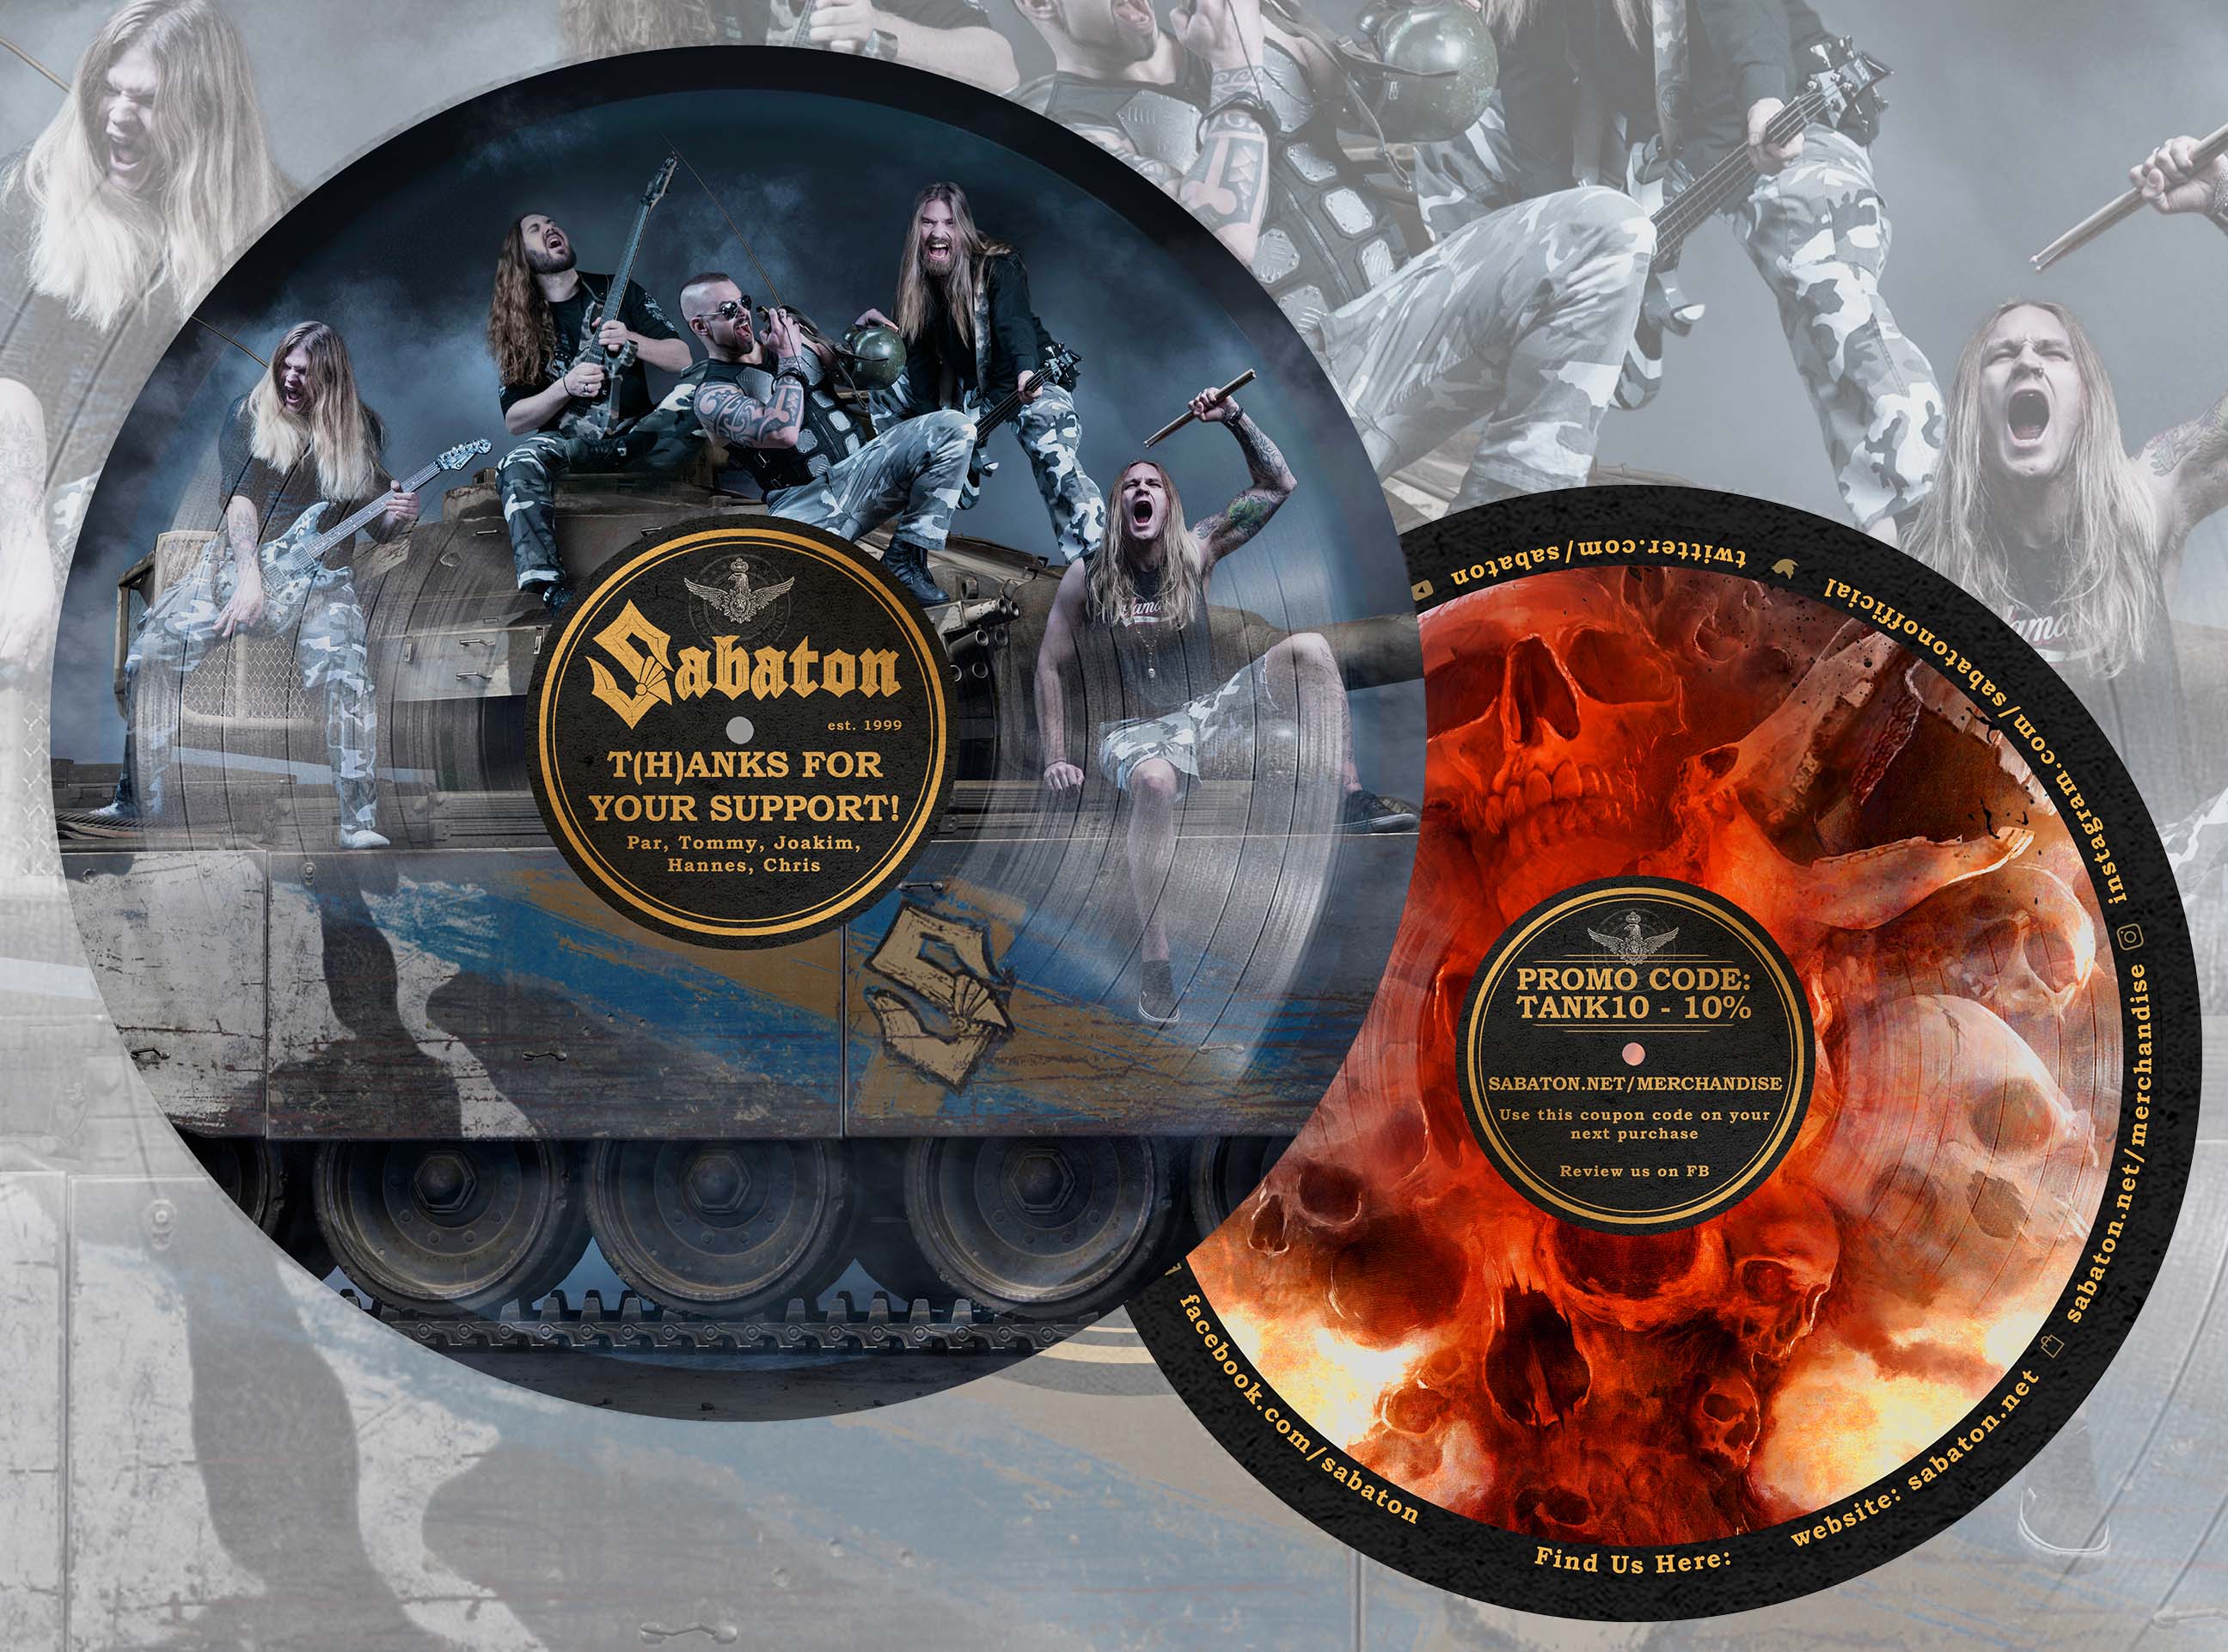 Sabaton
est. 1999
T(H)ANKS FOR
YOUR SUPPORT!
Par, Tommy, Joakim,
Hannes, Chris
PROMO CODE:
TANK10 - 10%
SABATON.NET/MERCHANDISE
Use this coupon code on your
next purchase
Review us on FB
Find Us Here:
website: sabaton.net
sabaton.net/merchandise
instagram.com/sabatonofficial
twitter.com/sabaton
facebook.com/sabaton